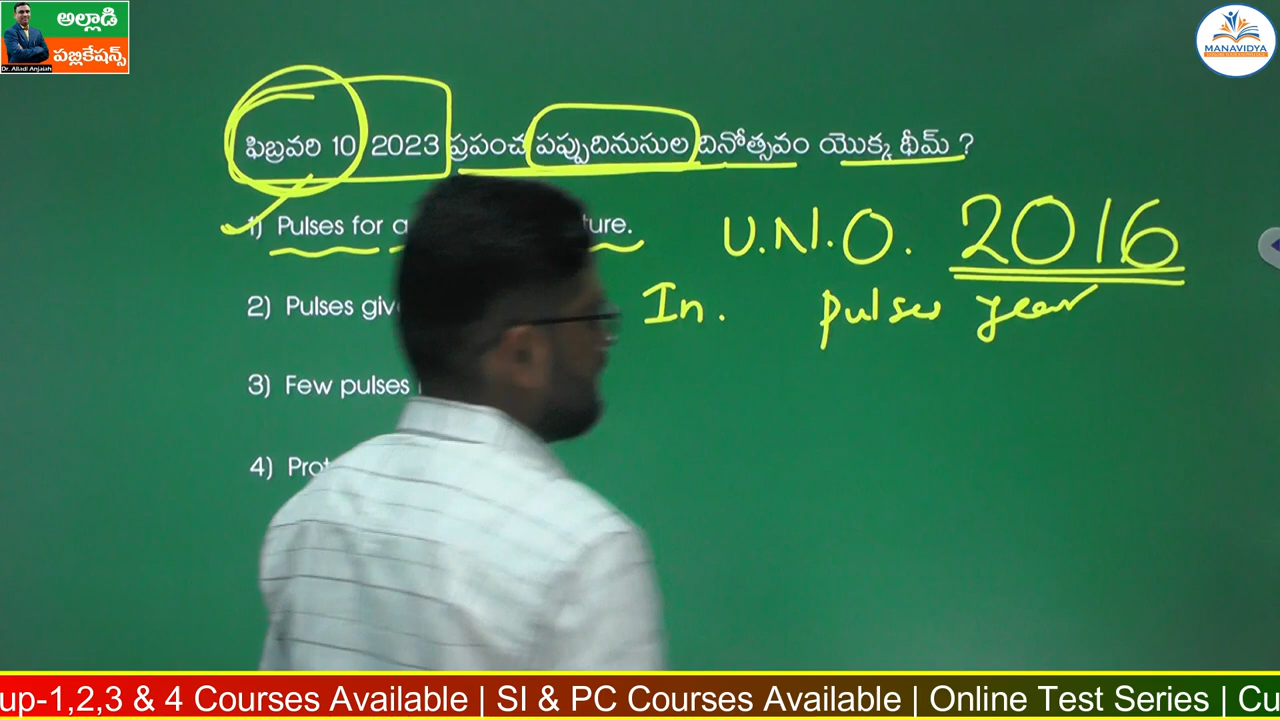 అల్లాడి
పబ్లికేషన్స్
Dr. Alladi Anjaiah
MANAVIDYA
ఫిబ్రవరి 10 2023 ప్రపంచ పప్పుదినుసుల దినోత్సవం యొక్క థీమ్ ?
1) Pulses for a ture.
U.N.O. 2016
2) Pulses giv
In. pulses year
3) Few pulses
4) Prot
up-1,2,3 & 4 Courses Available | SI & PC Courses Available | Online Test Series | Cu